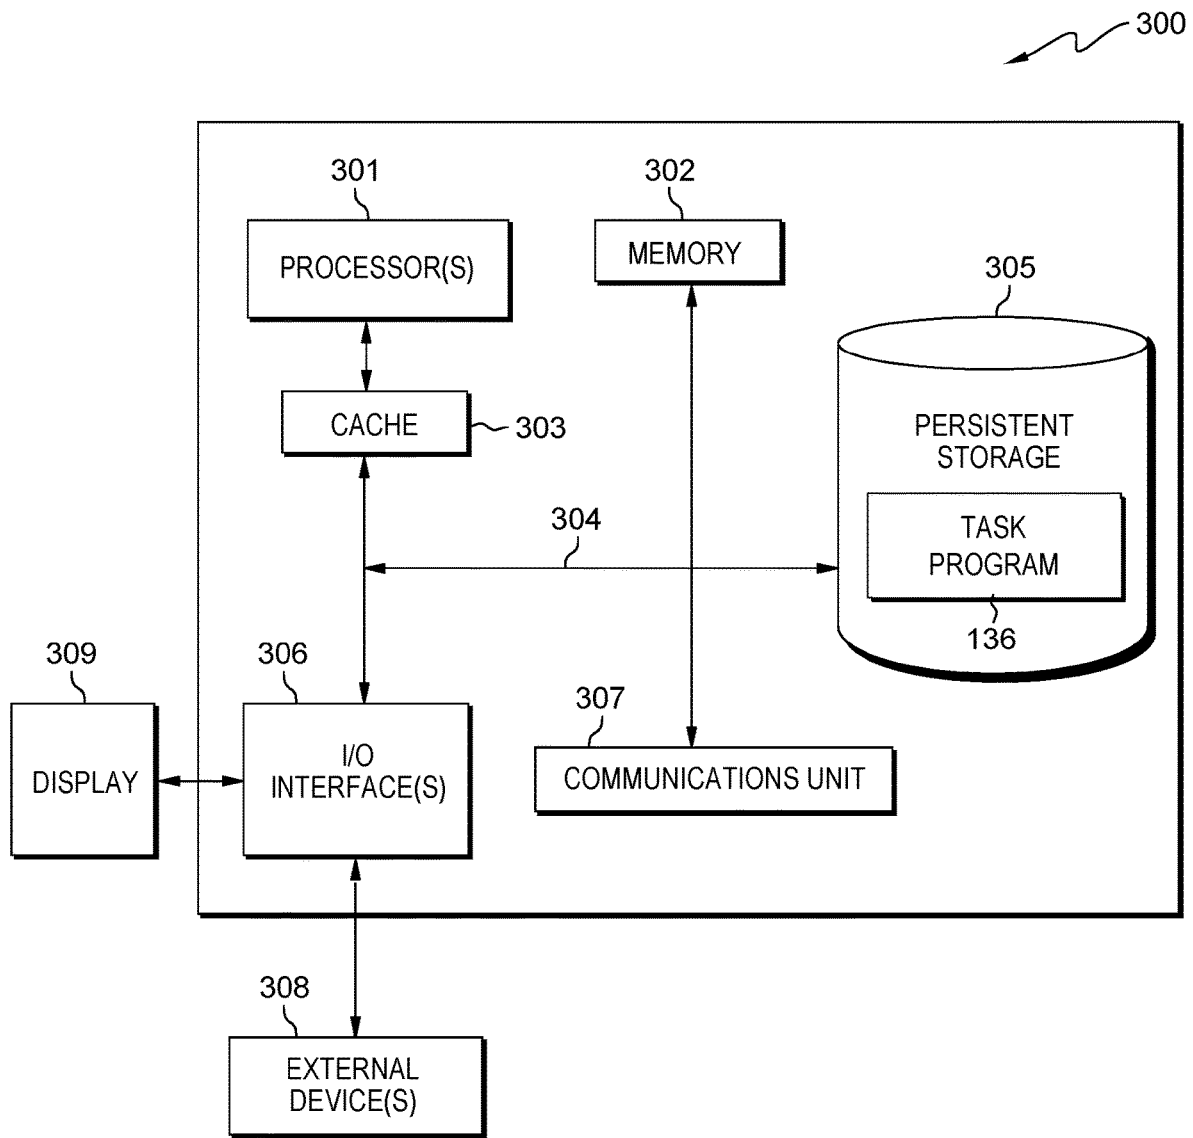 300
301
302
PROCESSOR(S)
MEMORY
305
CACHE
303
PERSISTENT
STORAGE
304
TASK
PROGRAM
136
309
306
307
DISPLAY
I/O
INTERFACE(S)
COMMUNICATIONS UNIT
308
EXTERNAL
DEVICE(S)